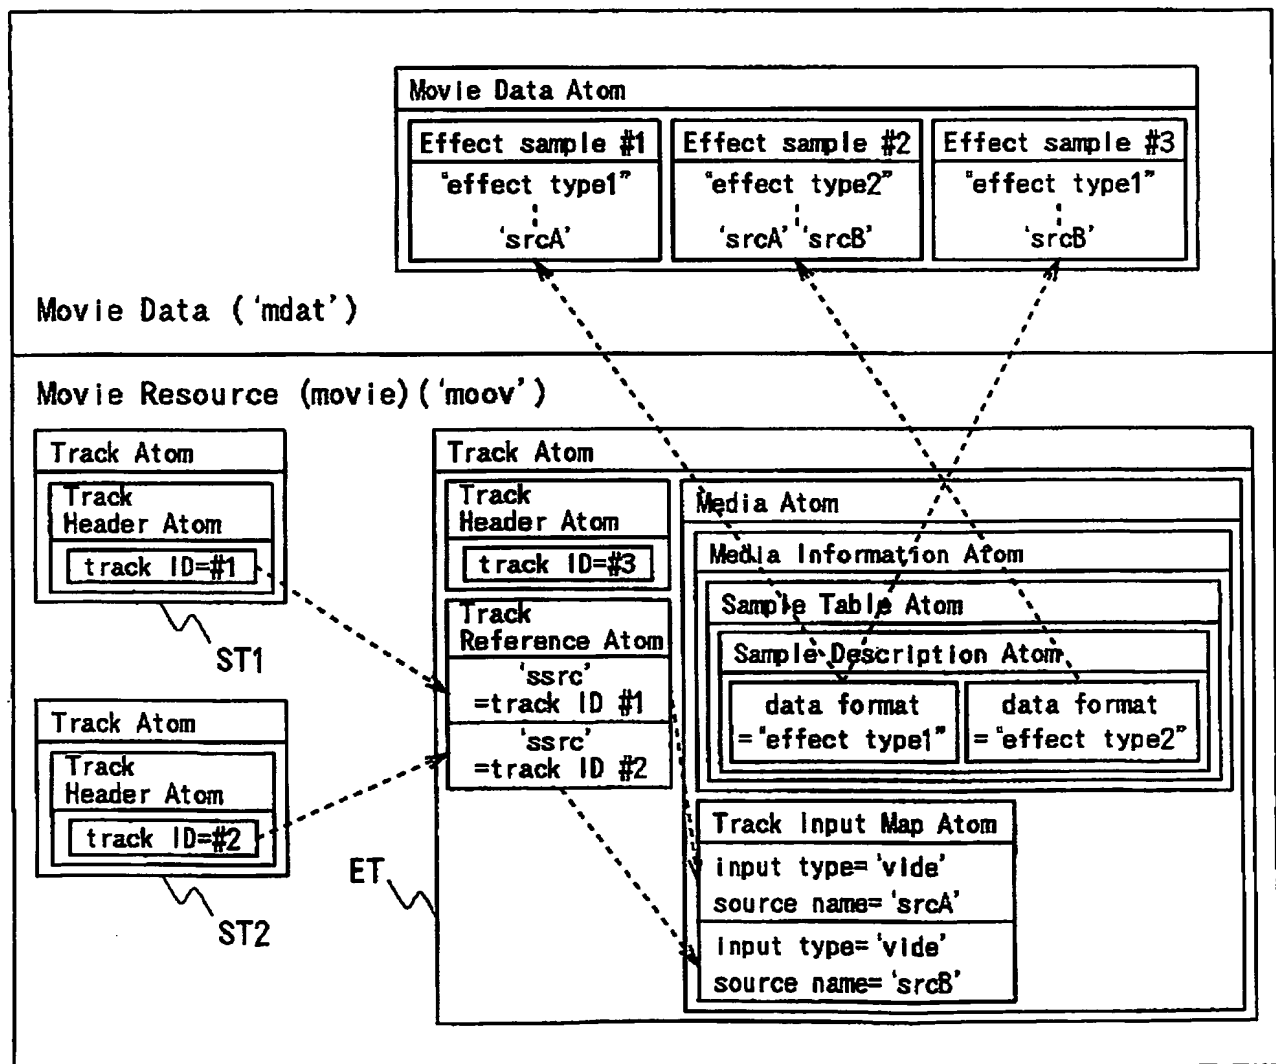 Movie Data Atom
Effect sample #1
"effect type1"
'srcA'
Effect sample #2
"effect type2"
'srcA' 'srcB'
Effect sample #3
"effect type1"
'srcB'
Movie Data ('mdat')
Movie Resource (movie) ('moov')
Track Atom
Track
Header Atom
track ID=#1
ST1
Track Atom
Track
Header Atom
track ID=#2
ST2
Track Atom
Track
Header Atom
track ID=#3
Track
Reference Atom
'ssrc'
=track ID #1
'ssrc'
=track ID #2
ET
Media Atom
Media Information Atom
Sample Table Atom
Sample Description Atom
data format
="effect type1"
data format
="effect type2"
Track Input Map Atom
input type='vide'
source name='srcA'
input type='vide'
source name='srcB'